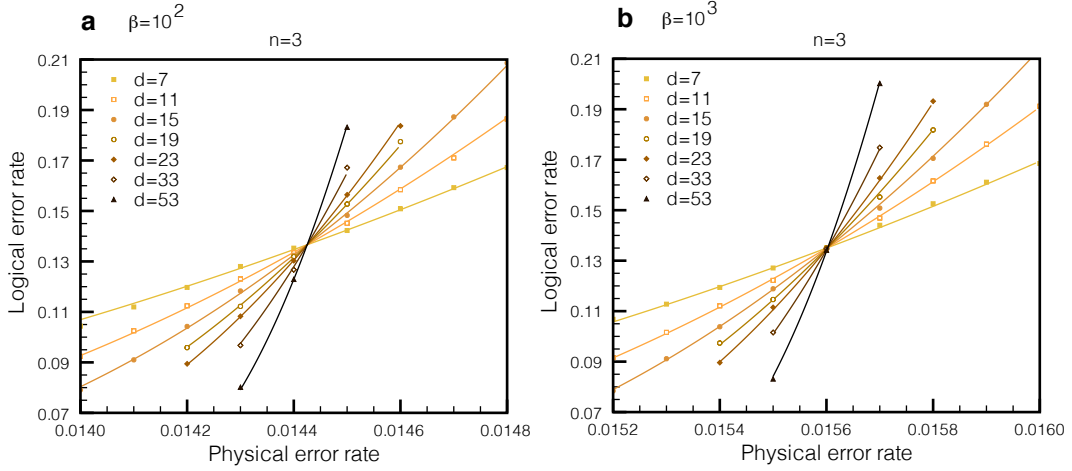 a β=10²
n=3
Logical error rate
0.21
0.19
0.17
0.15
0.13
0.11
0.09
0.07
d=7
d=11
d=15
d=19
d=23
d=33
d=53
0.0140 0.0142 0.0144 0.0146 0.0148
Physical error rate
b β=10³
n=3
Logical error rate
0.21
0.19
0.17
0.15
0.13
0.11
0.09
0.07
d=7
d=11
d=15
d=19
d=23
d=33
d=53
0.0152 0.0154 0.0156 0.0158 0.0160
Physical error rate